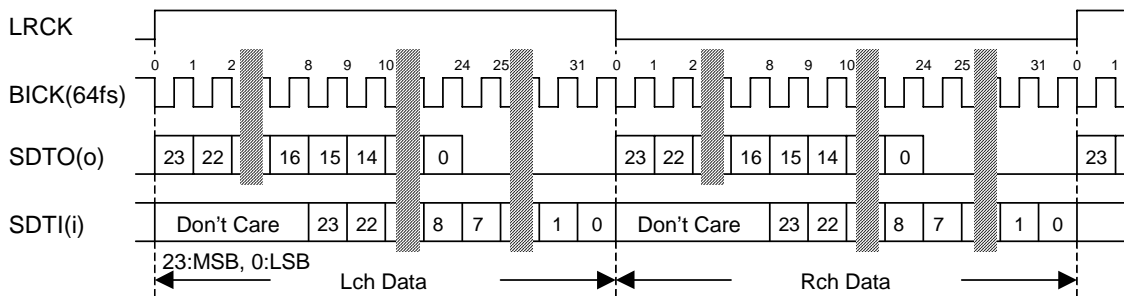 LRCK
0 1 2 8 9 10 24 25 31 0 1 2 8 9 10 24 25 31 0 1
BICK(64fs)
SDTO(o) 23 22 16 15 14 0 23 22 16 15 14 0 23
SDTI(i) Don't Care 23 22 8 7 1 0 Don't Care 23 22 8 7 1 0
23:MSB, 0:LSB
Lch Data Rch Data